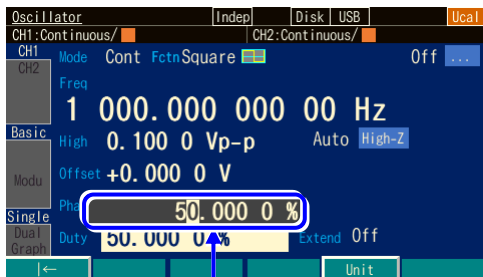 Oscillator Indep Disk USB Ucal
CH1:Continuous/ CH2:Continuous/
CH1 Mode Cont Fctn Square Off ...
CH2
Freq
1 000.000 000 00 Hz
Basic High 0.100 0 Vp-p Auto High-Z
Modu Offset +0.000 0 V
Single Pha 50.000 0 %
Dual Duty 50.000 0 % Extend Off
Graph
|← Unit